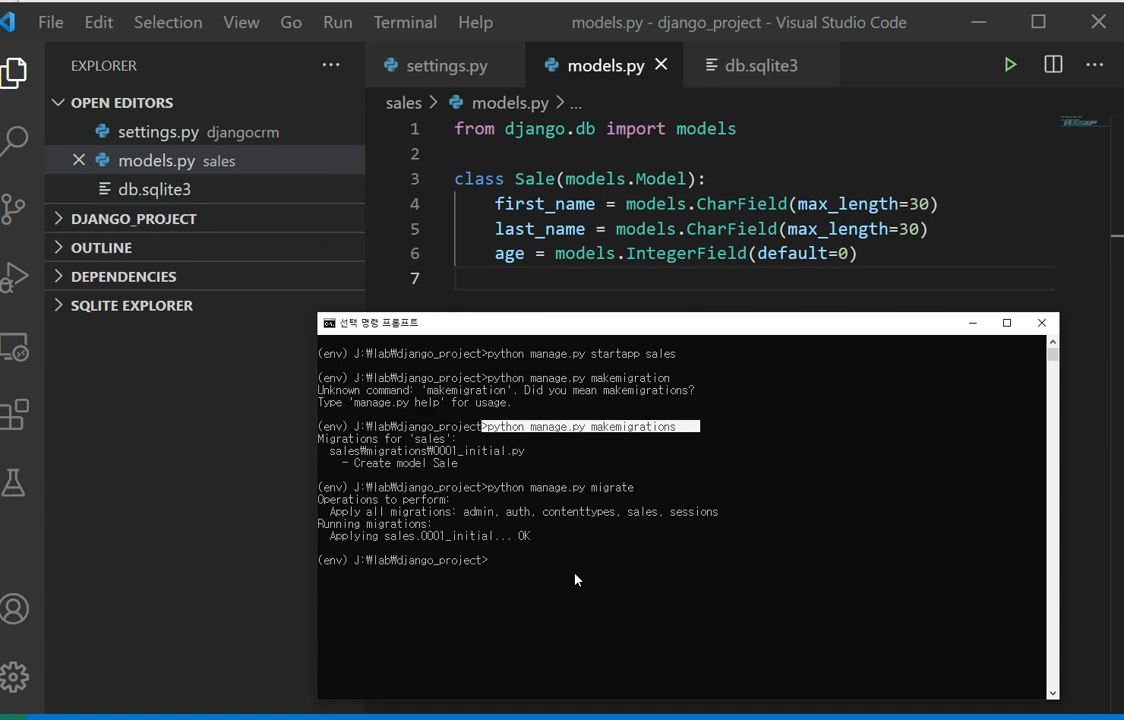 File Edit Selection View Go Run Terminal Help models.py - django_project - Visual Studio Code
EXPLORER
OPEN EDITORS
settings.py djangocrm
models.py sales
db.sqlite3
DJANGO_PROJECT
OUTLINE
DEPENDENCIES
SQLITE EXPLORER
settings.py models.py db.sqlite3
sales > models.py > ...
1 from django.db import models
2
3 class Sale(models.Model):
4 first_name = models.CharField(max_length=30)
5 last_name = models.CharField(max_length=30)
6 age = models.IntegerField(default=0)
7
선택 명령 프롬프트
(env) J:₩lab₩django_project>python manage.py startapp sales
(env) J:₩lab₩django_project>python manage.py makemigration
Unknown command: 'makemigration'. Did you mean makemigrations?
Type 'manage.py help' for usage.
(env) J:₩lab₩django_project>python manage.py makemigrations
Migrations for 'sales':
sales₩migrations₩0001_initial.py
- Create model Sale
(env) J:₩lab₩django_project>python manage.py migrate
Operations to perform:
Apply all migrations: admin, auth, contenttypes, sales, sessions
Running migrations:
Applying sales.0001_initial... OK
(env) J:₩lab₩django_project>